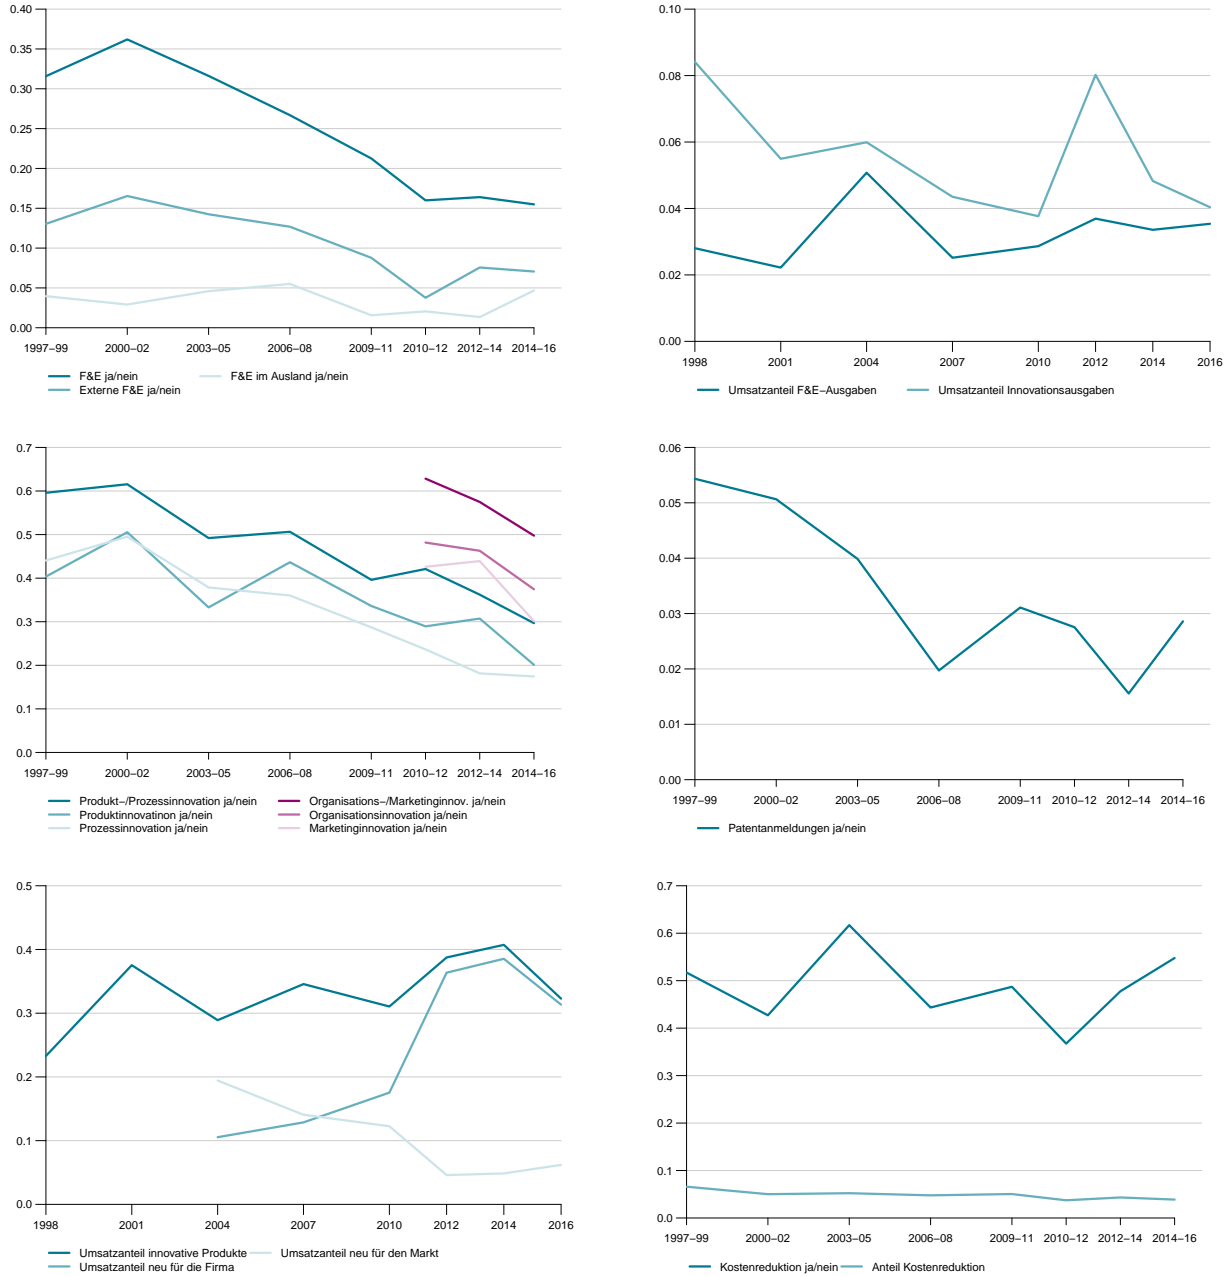 0.40
0.35
0.30
0.25
0.20
0.15
0.10
0.05
0.00
1997–99 2000–02 2003–05 2006–08 2009–11 2010–12 2012–14 2014–16
F&E ja/nein F&E im Ausland ja/nein
Externe F&E ja/nein
0.10
0.08
0.06
0.04
0.02
0.00
1998 2001 2004 2007 2010 2012 2014 2016
Umsatzanteil F&E–Ausgaben Umsatzanteil Innovationsausgaben
0.7
0.6
0.5
0.4
0.3
0.2
0.1
0.0
1997–99 2000–02 2003–05 2006–08 2009–11 2010–12 2012–14 2014–16
Produkt–/Prozessinnovation ja/nein Organisations–/Marketinginnov. ja/nein
Produktinnovatinon ja/nein Organisationsinnovation ja/nein
Prozessinnovation ja/nein Marketinginnovation ja/nein
0.06
0.05
0.04
0.03
0.02
0.01
0.00
1997–99 2000–02 2003–05 2006–08 2009–11 2010–12 2012–14 2014–16
Patentanmeldungen ja/nein
0.5
0.4
0.3
0.2
0.1
0.0
1998 2001 2004 2007 2010 2012 2014 2016
Umsatzanteil innovative Produkte Umsatzanteil neu für den Markt
Umsatzanteil neu für die Firma
0.7
0.6
0.5
0.4
0.3
0.2
0.1
0.0
1997–99 2000–02 2003–05 2006–08 2009–11 2010–12 2012–14 2014–16
Kostenreduktion ja/nein Anteil Kostenreduktion